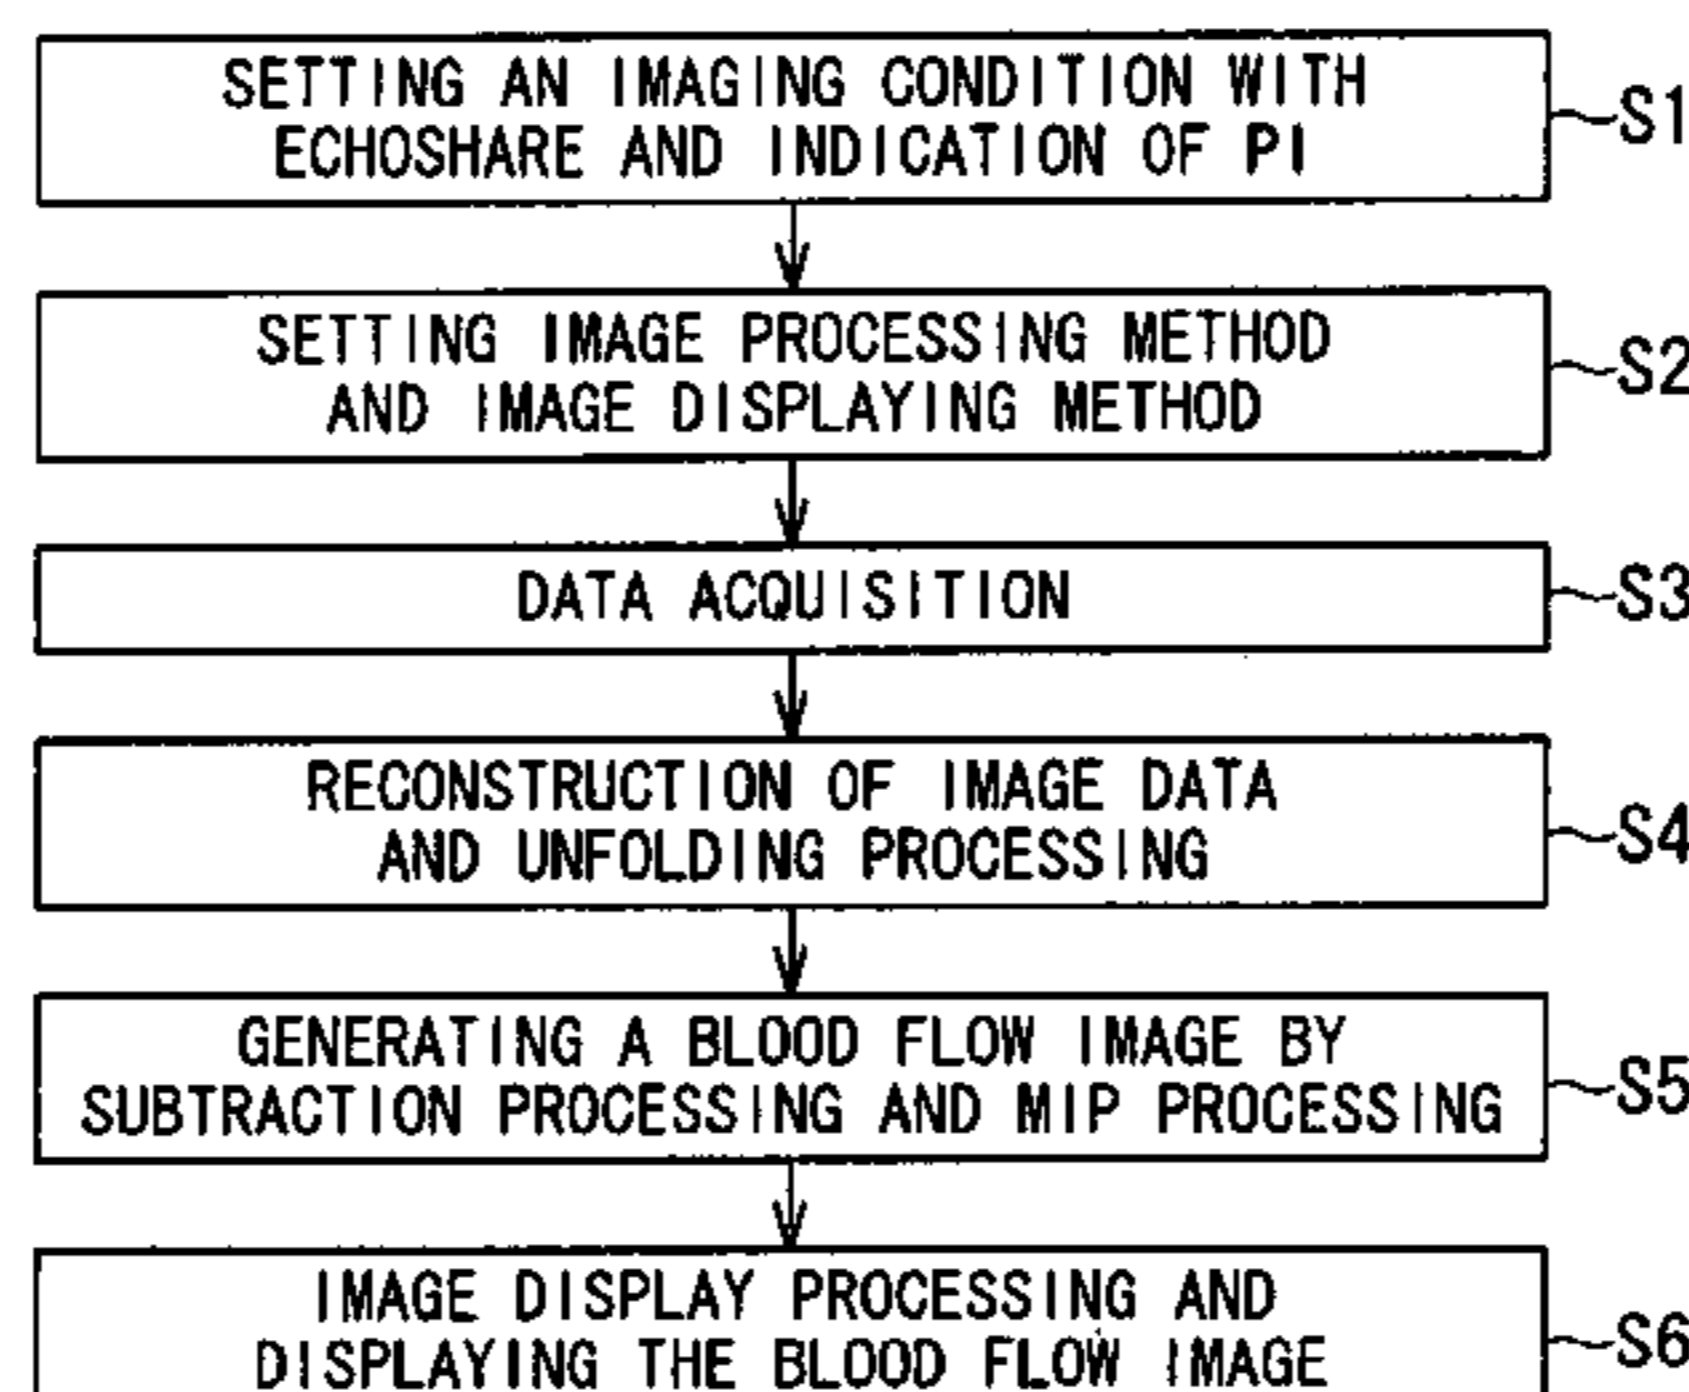 SETTING AN IMAGING CONDITION WITH
ECHOSHARE AND INDICATION OF PI
S1
SETTING IMAGE PROCESSING METHOD
AND IMAGE DISPLAYING METHOD
S2
DATA ACQUISITION
S3
RECONSTRUCTION OF IMAGE DATA
AND UNFOLDING PROCESSING
S4
GENERATING A BLOOD FLOW IMAGE BY
SUBTRACTION PROCESSING AND MIP PROCESSING
S5
IMAGE DISPLAY PROCESSING AND
DISPLAYING THE BLOOD FLOW IMAGE
S6